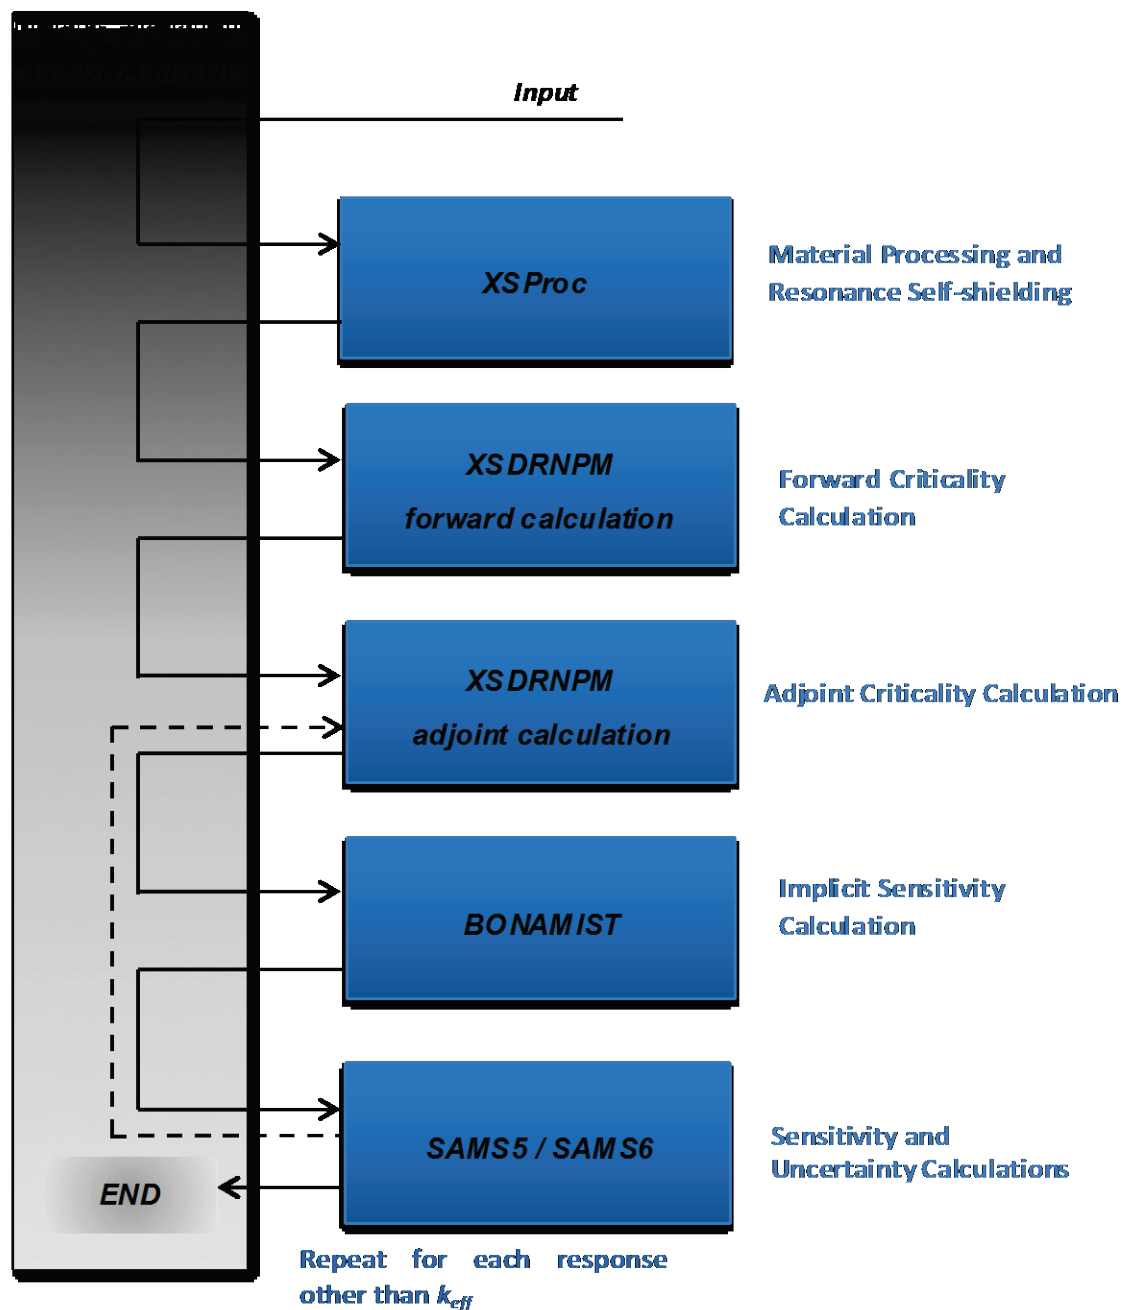 (TSUNAMI-1D)
Input
XSProc
Material Processing and
Resonance Self-shielding
XSDRNPM
forward calculation
Forward Criticality
Calculation
XSDRNPM
adjoint calculation
Adjoint Criticality Calculation
BONAMIST
Implicit Sensitivity
Calculation
SAMS5 / SAMS6
Sensitivity and
Uncertainty Calculations
END
Repeat for each response
other than keff